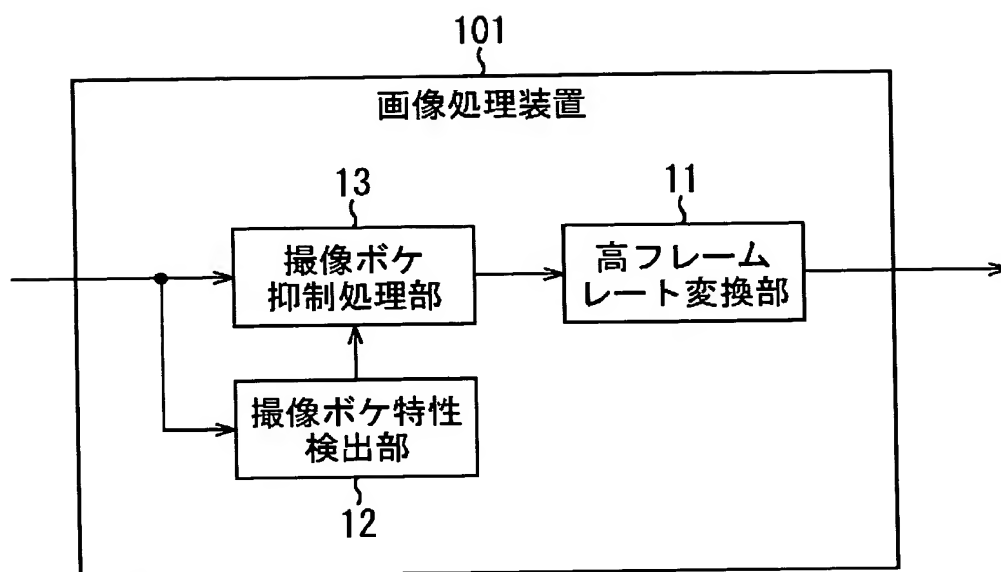 101
画像処理装置
13
撮像ボケ
抑制処理部
11
高フレーム
レート変換部
撮像ボケ特性
検出部
12